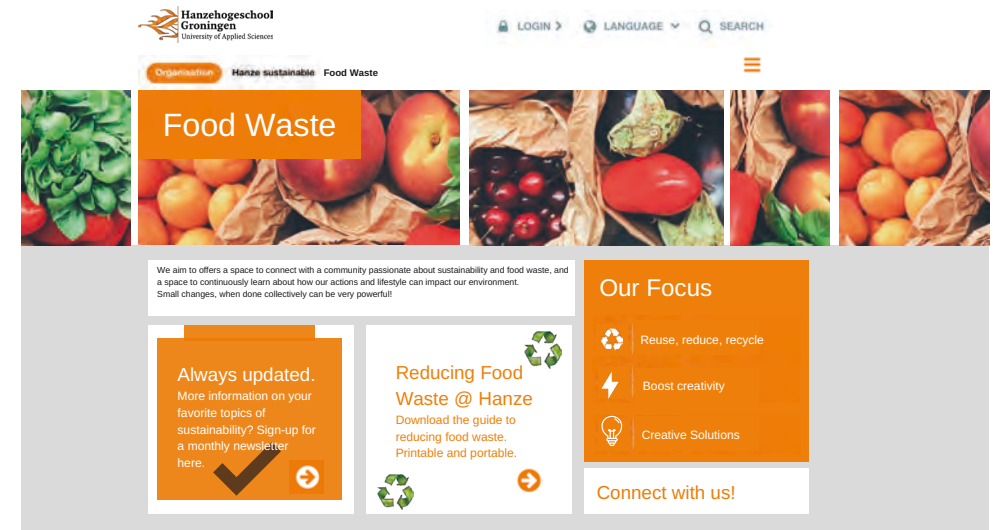 Hanzehogeschool
Groningen
University of Applied Sciences
LOGIN
LANGUAGE
SEARCH
Organisation Hanze sustainable Food Waste
Food Waste
We aim to offers a space to connect with a community passionate about sustainability and food waste, and
a space to continuously learn about how our actions and lifestyle can impact our environment.
Small changes, when done collectively can be very powerful!
Always updated.
More information on your
favorite topics of
sustainability? Sign-up for
a monthly newsletter
here.
Reducing Food
Waste @ Hanze
Download the guide to
reducing food waste.
Printable and portable.
Our Focus
Reuse, reduce, recycle
Boost creativity
Creative Solutions
Connect with us!